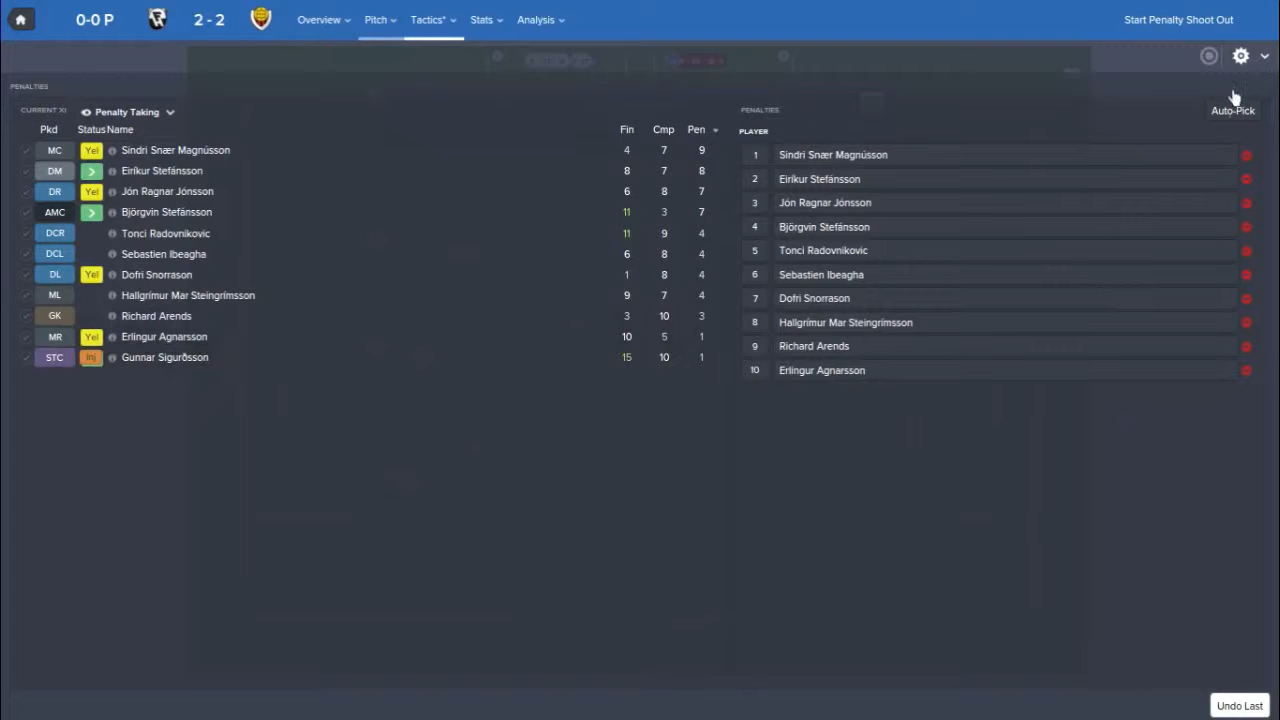 0-0 P 2 - 2 Overview Pitch Tactics* Stats Analysis Start Penalty Shoot Out
PENALTIES
CURRENT XI Penalty Taking
Pkd Status Name Fin Cmp Pen
MC Yel Sindri Snær Magnússon 4 7 9
DM Eiríkur Stefánsson 8 7 8
DR Yel Jón Ragnar Jónsson 6 8 7
AMC Björgvin Stefánsson 11 3 7
DCR Tonci Radovnikovic 11 9 4
DCL Sebastien Ibeagha 6 8 4
DL Yel Dofri Snorrason 1 8 4
ML Hallgrímur Mar Steingrímsson 9 7 4
GK Richard Arends 3 10 3
MR Yel Erlingur Agnarsson 10 5 1
STC Inj Gunnar Sigurðsson 15 10 1
PENALTIES Auto-Pick
PLAYER
1 Sindri Snær Magnússon
2 Eiríkur Stefánsson
3 Jón Ragnar Jónsson
4 Björgvin Stefánsson
5 Tonci Radovnikovic
6 Sebastien Ibeagha
7 Dofri Snorrason
8 Hallgrímur Mar Steingrímsson
9 Richard Arends
10 Erlingur Agnarsson
Undo Last